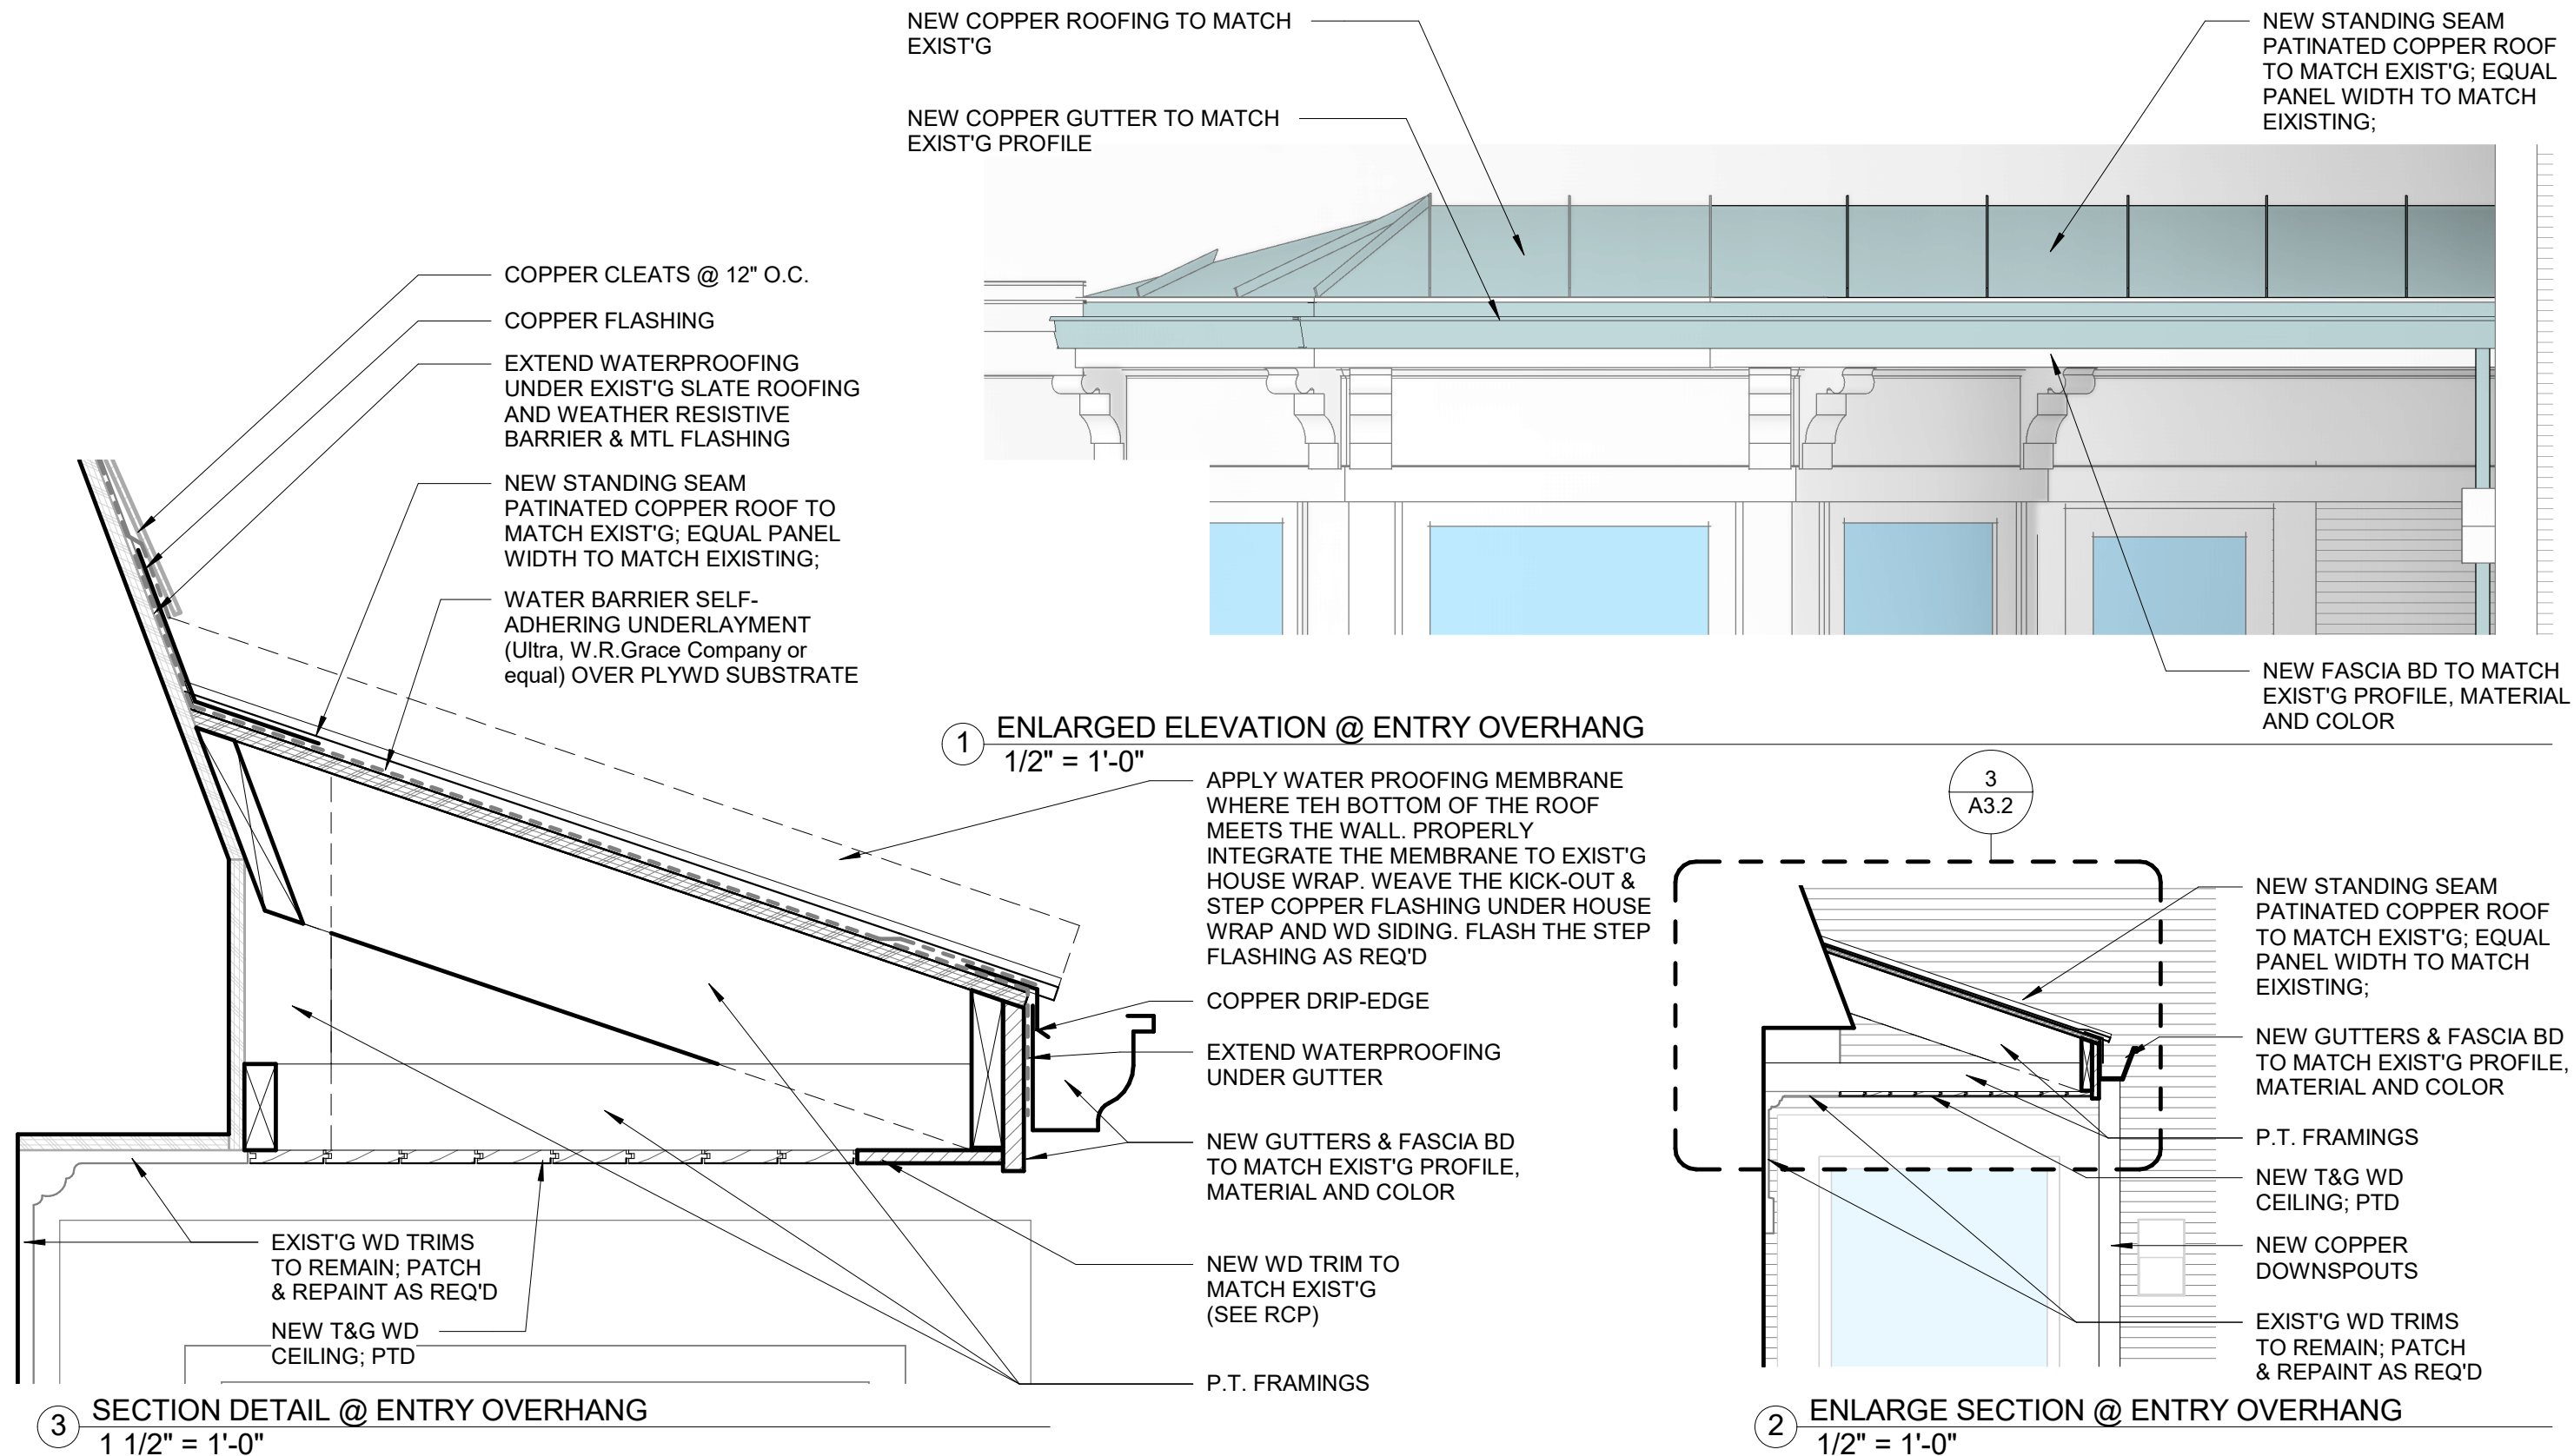 NEW COPPER ROOFING TO MATCH
EXIST'G
NEW COPPER GUTTER TO MATCH
EXIST'G PROFILE
NEW STANDING SEAM
PATINATED COPPER ROOF
TO MATCH EXIST'G; EQUAL
PANEL WIDTH TO MATCH
EIXISTING;
NEW FASCIA BD TO MATCH
EXIST'G PROFILE, MATERIAL
AND COLOR
1
ENLARGED ELEVATION @ ENTRY OVERHANG
1/2" = 1'-0"
COPPER CLEATS @ 12" O.C.
COPPER FLASHING
EXTEND WATERPROOFING
UNDER EXIST'G SLATE ROOFING
AND WEATHER RESISTIVE
BARRIER & MTL FLASHING
NEW STANDING SEAM
PATINATED COPPER ROOF TO
MATCH EXIST'G; EQUAL PANEL
WIDTH TO MATCH EIXISTING;
WATER BARRIER SELF-
ADHERING UNDERLAYMENT
(Ultra, W.R.Grace Company or
equal) OVER PLYWD SUBSTRATE
APPLY WATER PROOFING MEMBRANE
WHERE TEH BOTTOM OF THE ROOF
MEETS THE WALL. PROPERLY
INTEGRATE THE MEMBRANE TO EXIST'G
HOUSE WRAP. WEAVE THE KICK-OUT &
STEP COPPER FLASHING UNDER HOUSE
WRAP AND WD SIDING. FLASH THE STEP
FLASHING AS REQ'D
COPPER DRIP-EDGE
EXTEND WATERPROOFING
UNDER GUTTER
NEW GUTTERS & FASCIA BD
TO MATCH EXIST'G PROFILE,
MATERIAL AND COLOR
NEW WD TRIM TO
MATCH EXIST'G
(SEE RCP)
P.T. FRAMINGS
EXIST'G WD TRIMS
TO REMAIN; PATCH
& REPAINT AS REQ'D
NEW T&G WD
CEILING; PTD
3
SECTION DETAIL @ ENTRY OVERHANG
1 1/2" = 1'-0"
3
A3.2
NEW STANDING SEAM
PATINATED COPPER ROOF
TO MATCH EXIST'G; EQUAL
PANEL WIDTH TO MATCH
EIXISTING;
NEW GUTTERS & FASCIA BD
TO MATCH EXIST'G PROFILE,
MATERIAL AND COLOR
P.T. FRAMINGS
NEW T&G WD
CEILING; PTD
NEW COPPER
DOWNSPOUTS
EXIST'G WD TRIMS
TO REMAIN; PATCH
& REPAINT AS REQ'D
2
ENLARGE SECTION @ ENTRY OVERHANG
1/2" = 1'-0"